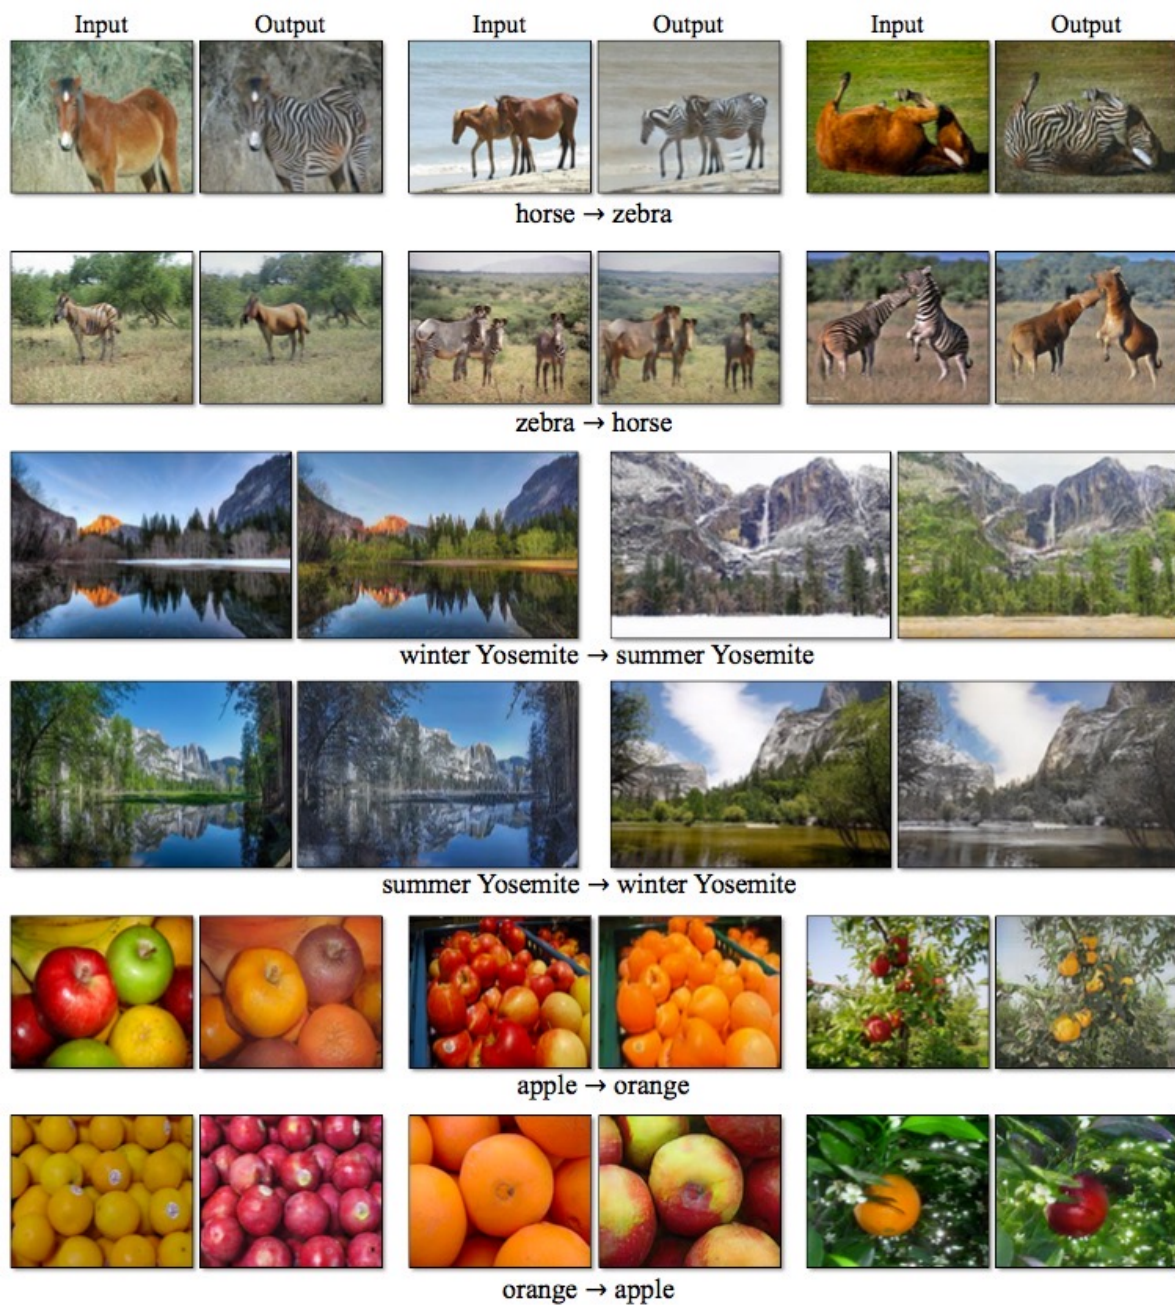 Input Output Input Output Input Output
horse → zebra
zebra → horse
winter Yosemite → summer Yosemite
summer Yosemite → winter Yosemite
apple → orange
orange → apple